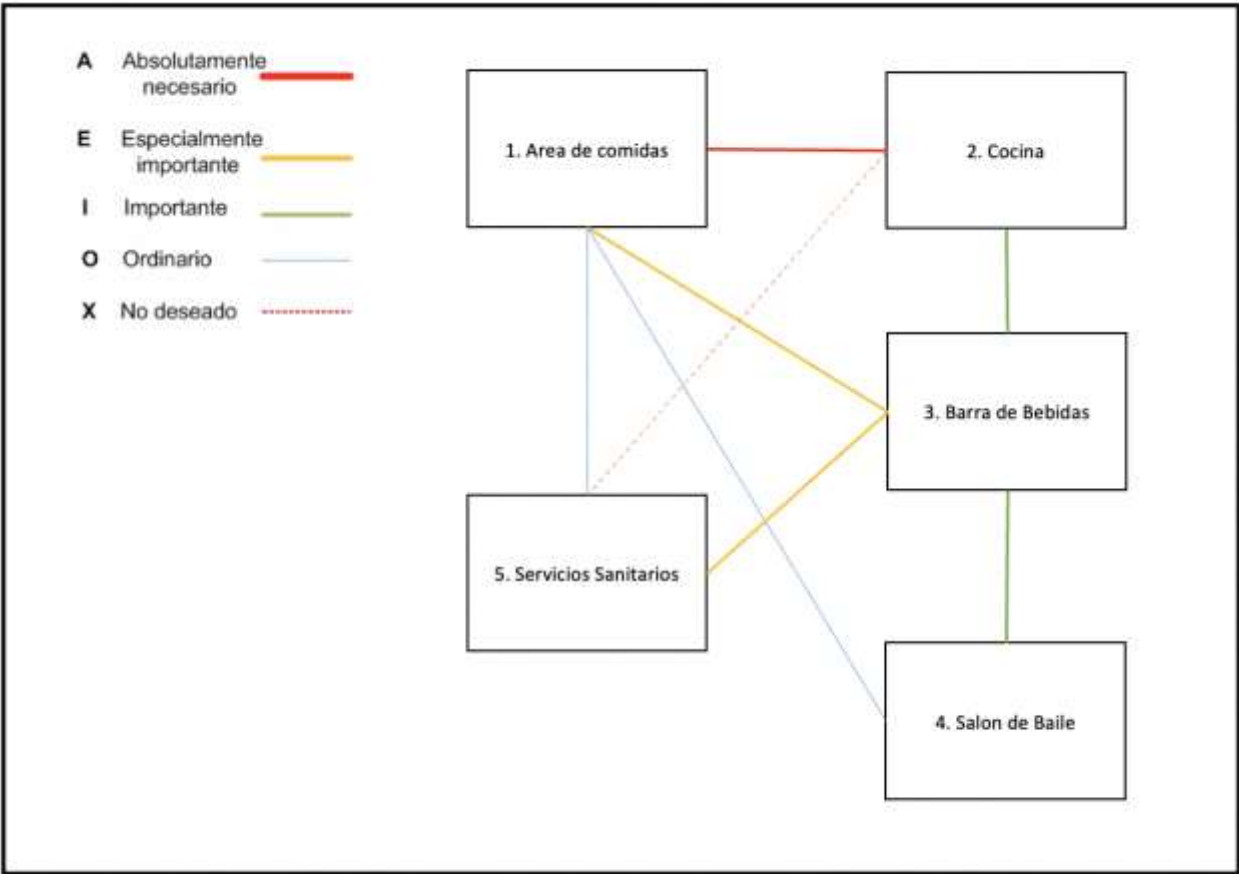 A Absolutamente
necesario
E Especialmente
importante
I Importante
O Ordinario
X No deseado
1. Area de comidas
2. Cocina
3. Barra de Bebidas
5. Servicios Sanitarios
4. Salon de Baile